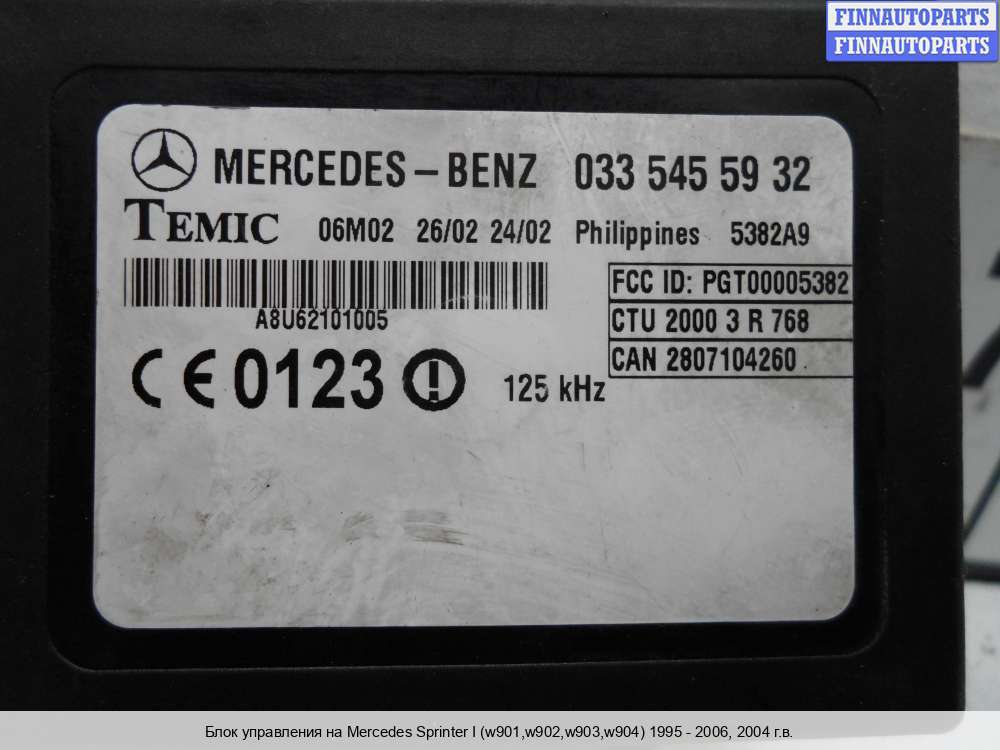 FINNAUTOPARTS
FINNAUTOPARTS
MERCEDES-BENZ 033 545 59 32
TEMIC 06M02 26/02 24/02 Philippines 5382A9
FCC ID: PGT00005382
A8U62101005
CTU 2000 3 R 768
CAN 2807104260
CE 0123 125 kHz
Блок управления на Mercedes Sprinter I (w901,w902,w903,w904) 1995 - 2006, 2004 г.в.